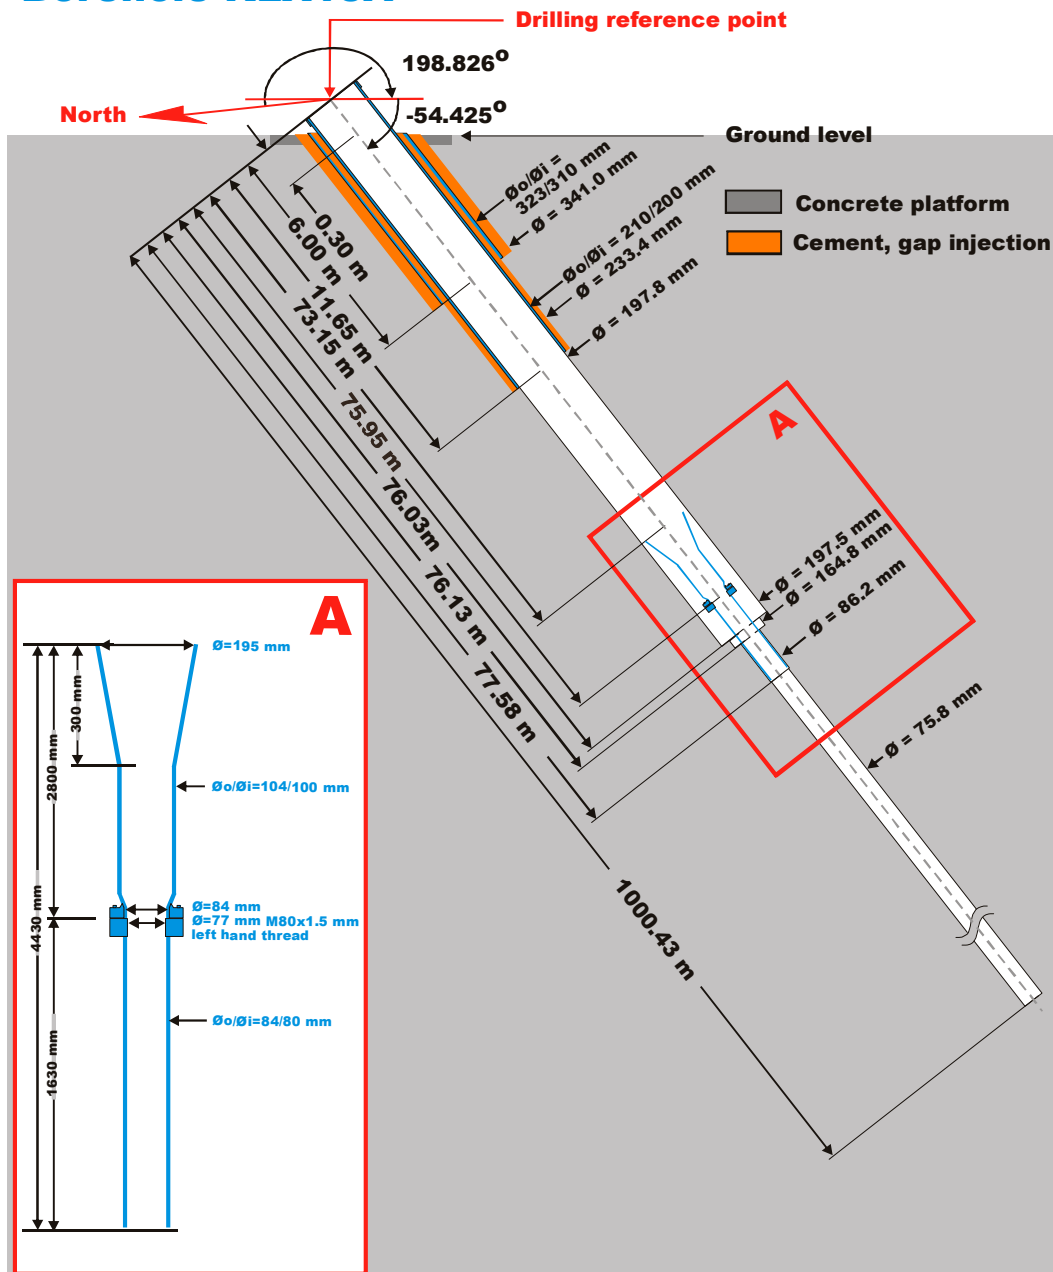 Drilling reference point
198.826°
North
-54.425°
Ground level
Øo/Øi =
323/310 mm
Ø = 341.0 mm
Øo/Øi = 210/200 mm
Ø = 233.4 mm
Ø = 197.8 mm
Concrete platform
Cement, gap injection
0.30 m
6.00 m
11.65 m
73.15 m
75.95 m
76.03m
76.13 m
77.58 m
1000.43 m
A
Ø = 197.5 mm
Ø = 164.8 mm
Ø = 86.2 mm
Ø = 75.8 mm
A
Ø=195 mm
300 mm
2800 mm
Øo/Øi=104/100 mm
4430 mm
Ø=84 mm
Ø=77 mm M80x1.5 mm
left hand thread
Øo/Øi=84/80 mm
1630 mm